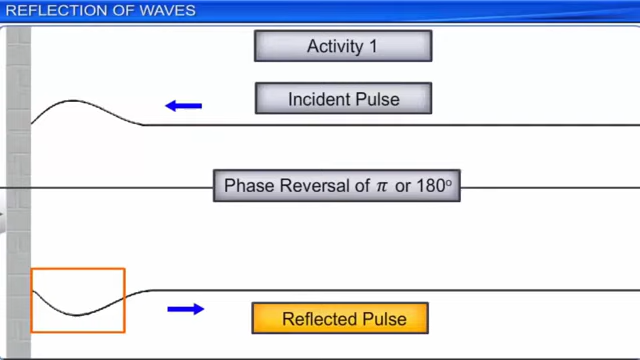 REFLECTION OF WAVES
Activity 1
Incident Pulse
Phase Reversal of π or 180°
Reflected Pulse